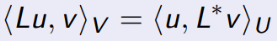 ⟨Lu, v⟩_V = ⟨u, L*v⟩_U